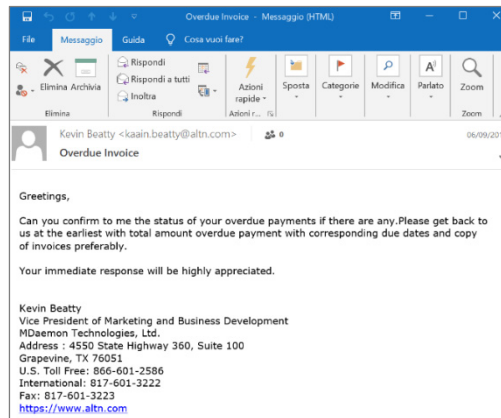 Overdue Invoice - Messaggio (HTML)
File Messaggio Guida Cosa vuoi fare?
Elimina Archivia
Rispondi
Rispondi a tutti
Inoltra
Azioni rapide
Sposta
Categorie
Modifica
Parlato
Zoom
Elimina Rispondi Azioni r... Zoom
Kevin Beatty <kaain.beatty@altn.com> 0 06/09/201
Overdue Invoice
Greetings,
Can you confirm to me the status of your overdue payments if there are any.Please get back to
us at the earliest with total amount overdue payment with corresponding due dates and copy
of invoices preferably.
Your immediate response will be highly appreciated.
Kevin Beatty
Vice President of Marketing and Business Development
MDaemon Technologies, Ltd.
Address : 4550 State Highway 360, Suite 100
Grapevine, TX 76051
U.S. Toll Free: 866-601-2586
International: 817-601-3222
Fax: 817-601-3223
https://www.altn.com